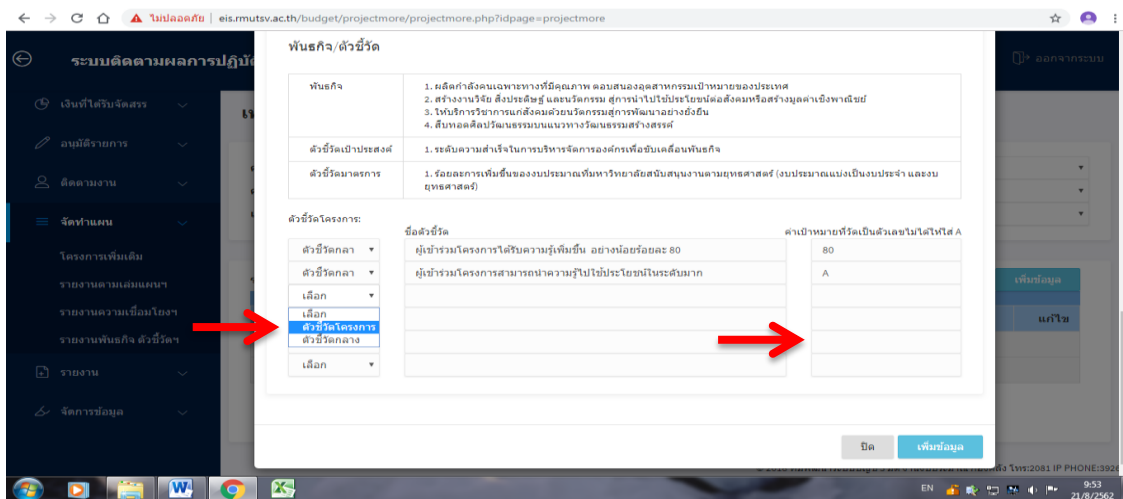 ไม่ปลอดภัย | eis.rmutsv.ac.th/budget/projectmore/projectmore.php?idpage=projectmore
ระบบติดตามผลการปฏิบัติ
ออกจากระบบ
เงินที่ได้รับจัดสรร
อนุมัติรายการ
ติดตามงาน
จัดทำแผน
โครงการเพิ่มเติม
รายงานตามเล่มแผนฯ
รายงานความเชื่อมโยงฯ
รายงานพันธกิจ ตัวชี้วัดฯ
รายงาน
จัดการข้อมูล
พันธกิจ/ตัวชี้วัด
พันธกิจ
1. ผลิตกำลังคนเฉพาะทางที่มีคุณภาพ ตอบสนองอุตสาหกรรมเป้าหมายของประเทศ
2. สร้างงานวิจัย สิ่งประดิษฐ์ และนวัตกรรม สู่การนำไปใช้ประโยชน์ต่อสังคมหรือสร้างมูลค่าเชิงพาณิชย์
3. ให้บริการวิชาการแก่สังคมด้วยนวัตกรรมสู่การพัฒนาอย่างยั่งยืน
4. สืบทอดศิลปวัฒนธรรมบนแนวทางวัฒนธรรมสร้างสรรค์
ตัวชี้วัดเป้าประสงค์
1. ระดับความสำเร็จในการบริหารจัดการองค์กรเพื่อขับเคลื่อนพันธกิจ
ตัวชี้วัดมาตรการ
1. ร้อยละการเพิ่มขึ้นของงบประมาณที่มหาวิทยาลัยสนับสนุนงานตามยุทธศาสตร์ (งบประมาณแบ่งเป็นงบประจำ และงบ
ยุทธศาสตร์)
ตัวชี้วัดโครงการ:
ชื่อตัวชี้วัด
ค่าเป้าหมายที่วัดเป็นตัวเลขไม่ได้ให้ใส่ A
ตัวชี้วัดกลา
ผู้เข้าร่วมโครงการได้รับความรู้เพิ่มขึ้น อย่างน้อยร้อยละ 80
80
ตัวชี้วัดกลา
ผู้เข้าร่วมโครงการสามารถนำความรู้ไปใช้ประโยชน์ในระดับมาก
A
เลือก
เลือก
ตัวชี้วัดโครงการ
ตัวชี้วัดกลาง
เลือก
ปิด
เพิ่มข้อมูล
เพิ่มข้อมูล
แก้ไข
โทร:2081 IP PHONE:3926
EN
9:53
21/8/2562